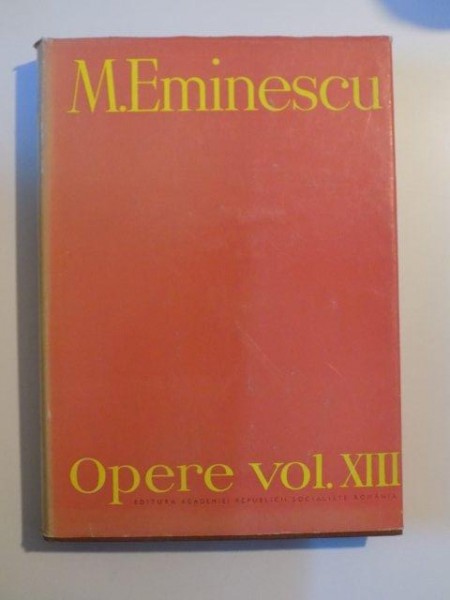 M.Eminescu
Opere vol. XIII
EDITURA ACADEMIEI REPUBLICII SOCIALISTE ROMÂNIA